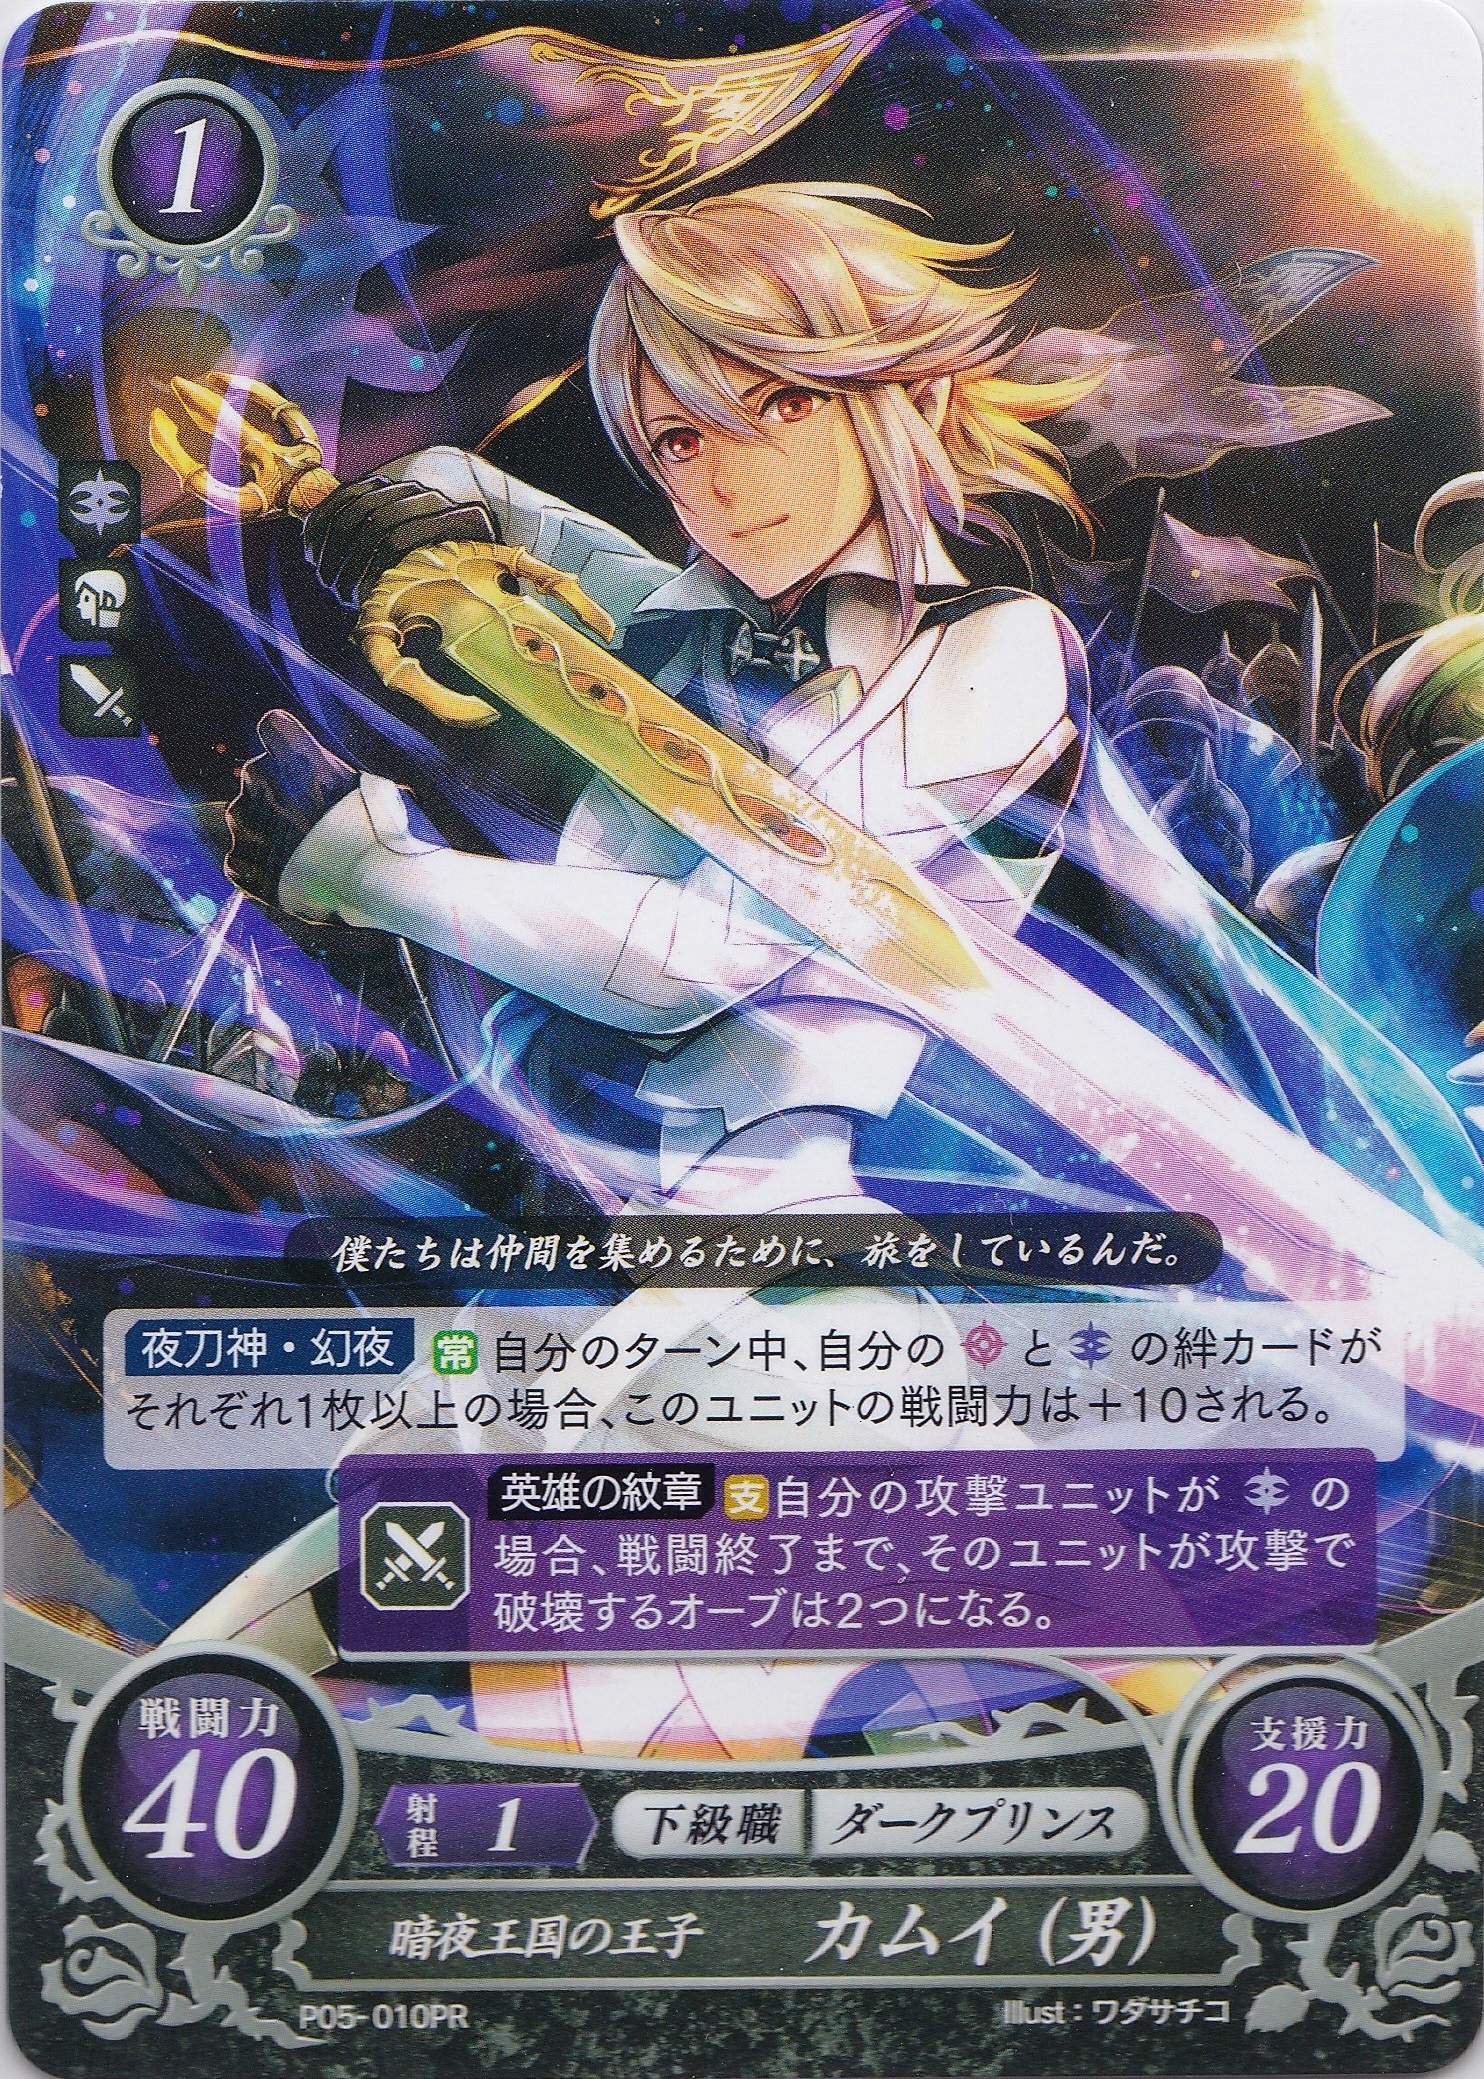 1
僕たちは仲間を集めるために、旅をしているんだ。
夜刀神・幻夜 常 自分のターン中、自分の と の絆カードが
それぞれ1枚以上の場合、このユニットの戦闘力は+10される。
英雄の紋章 支 自分の攻撃ユニットが の
場合、戦闘終了まで、そのユニットが攻撃で
破壊するオーブは2つになる。
戦闘力
40
射程 1
下級職 ダークプリンス
支援力
20
暗夜王国の王子 カムイ(男)
P05-010PR
Illust:ワダサチコ